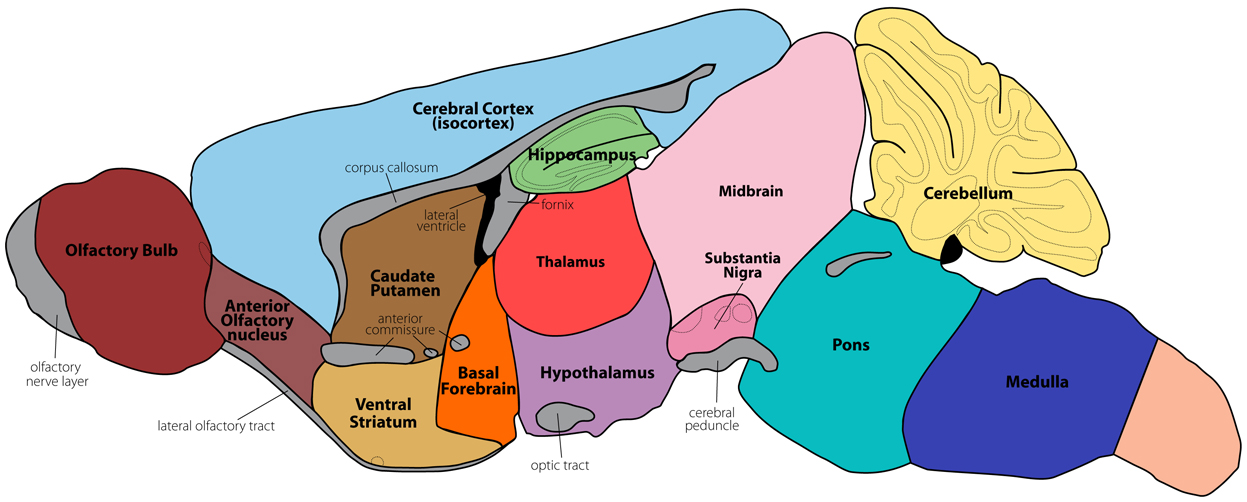 Cerebral Cortex
(isocortex)
Hippocampus
corpus callosum
Midbrain
Cerebellum
fornix
lateral
ventricle
Olfactory Bulb
Thalamus
Substantia
Nigra
Caudate
Putamen
Anterior
Olfactory
nucleus
anterior
commissure
Pons
olfactory
nerve layer
Basal
Forebrain
Hypothalamus
Medulla
Ventral
Striatum
cerebral
peduncle
lateral olfactory tract
optic tract